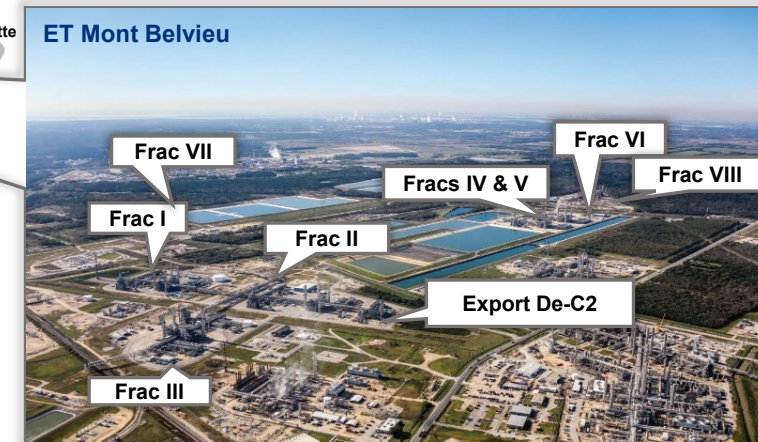 ET Mont Belvieu
Frac VII
Frac VI
Fracs IV & V
Frac VIII
Frac I
Frac II
Export De-C2
Frac III